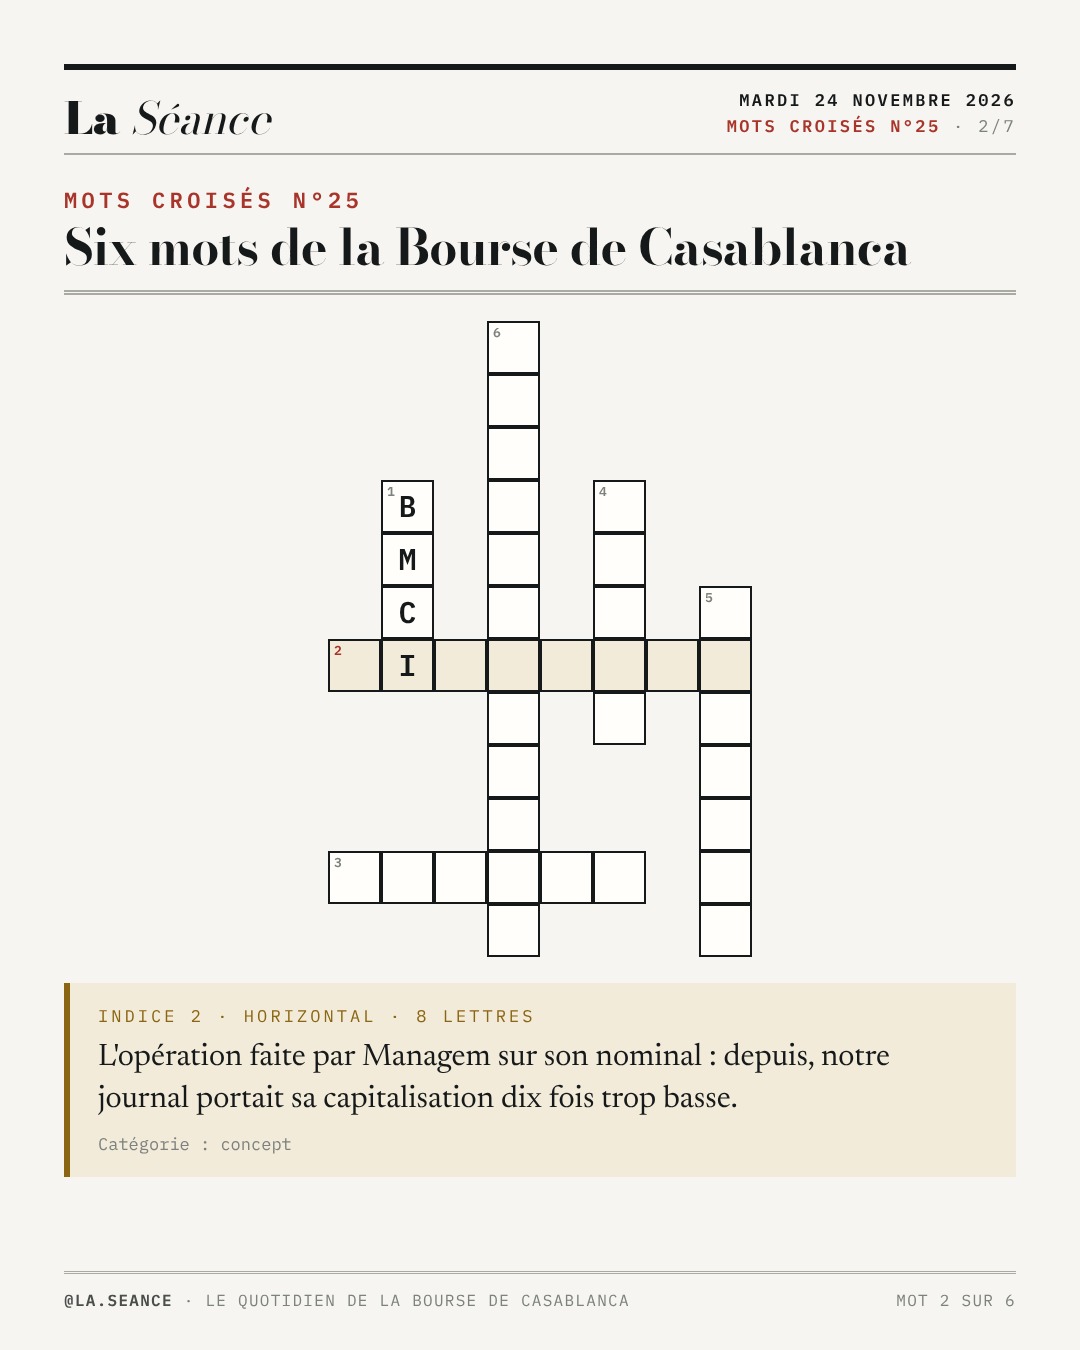 La Séance
MARDI 24 NOVEMBRE 2026
MOTS CROISÉS N°25 · 2/7
MOTS CROISÉS N°25
Six mots de la Bourse de Casablanca
6
1 B
4
M
C
5
2 I
3
INDICE 2 · HORIZONTAL · 8 LETTRES
L'opération faite par Managem sur son nominal : depuis, notre
journal portait sa capitalisation dix fois trop basse.
Catégorie : concept
@LA.SEANCE · LE QUOTIDIEN DE LA BOURSE DE CASABLANCA
MOT 2 SUR 6